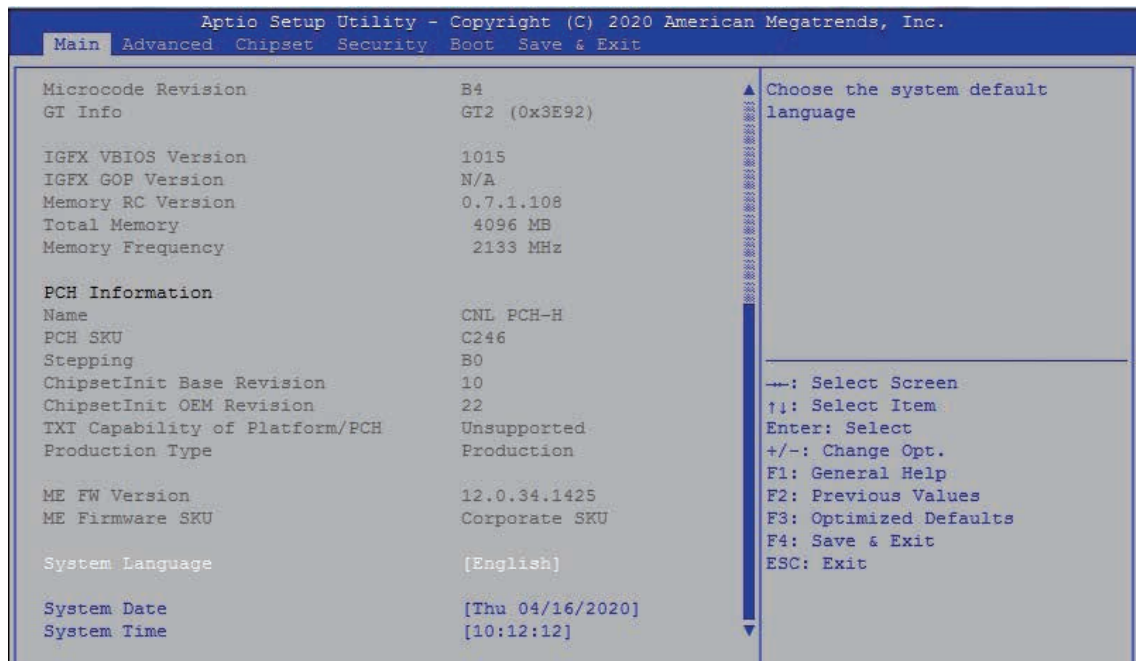 Aptio Setup Utility - Copyright (C) 2020 American Megatrends, Inc.
Main Advanced Chipset Security Boot Save & Exit
Microcode Revision B4
GT Info GT2 (0x3E92)
IGFX VBIOS Version 1015
IGFX GOP Version N/A
Memory RC Version 0.7.1.108
Total Memory 4096 MB
Memory Frequency 2133 MHz
PCH Information
Name CNL PCH-H
PCH SKU C246
Stepping B0
ChipsetInit Base Revision 10
ChipsetInit OEM Revision 22
TXT Capability of Platform/PCH Unsupported
Production Type Production
ME FW Version 12.0.34.1425
ME Firmware SKU Corporate SKU
System Language [English]
System Date [Thu 04/16/2020]
System Time [10:12:12]
Choose the system default
language
→←: Select Screen
↑↓: Select Item
Enter: Select
+/-: Change Opt.
F1: General Help
F2: Previous Values
F3: Optimized Defaults
F4: Save & Exit
ESC: Exit